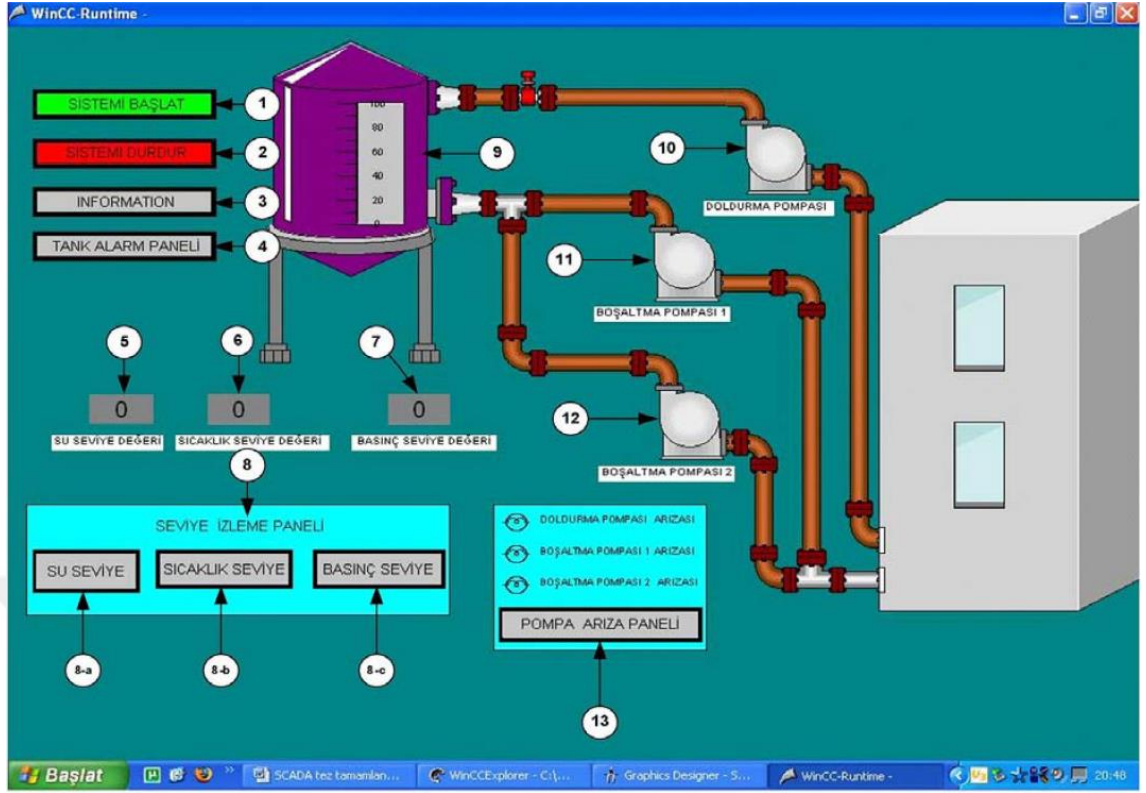 WinCC-Runtime -
SİSTEMİ BAŞLAT
1
SİSTEMİ DURDUR
2
INFORMATION
3
TANK ALARM PANELİ
4
100
80
60
40
20
0
9
10
DOLDURMA POMPASI
11
BOŞALTMA POMPASI 1
12
BOŞALTMA POMPASI 2
5
6
7
0
0
0
SU SEVİYE DEĞERİ
SICAKLIK SEVİYE DEĞERİ
BASINÇ SEVİYE DEĞERİ
8
SEVİYE İZLEME PANELİ
SU SEVİYE
SICAKLIK SEVİYE
BASINÇ SEVİYE
8-a
8-b
8-c
DOLDURMA POMPASI ARIZASI
BOŞALTMA POMPASI 1 ARIZASI
BOŞALTMA POMPASI 2 ARIZASI
POMPA ARIZA PANELİ
13
Başlat
SCADA tez tamamlan...
WinCCExplorer - C:\...
Graphics Designer - S...
WinCC-Runtime -
20:48